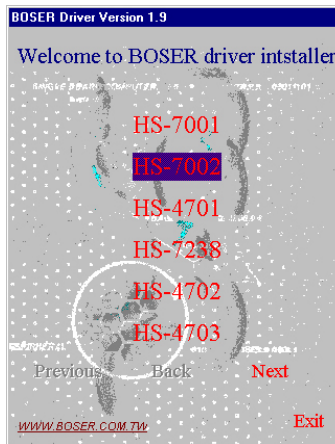 BOSER Driver Version 1.9
Welcome to BOSER driver intstaller
HS-7001
HS-7002
HS-4701
HS-7238
HS-4702
HS-4703
Previous Back Next
WWW.BOSER.COM.TW Exit